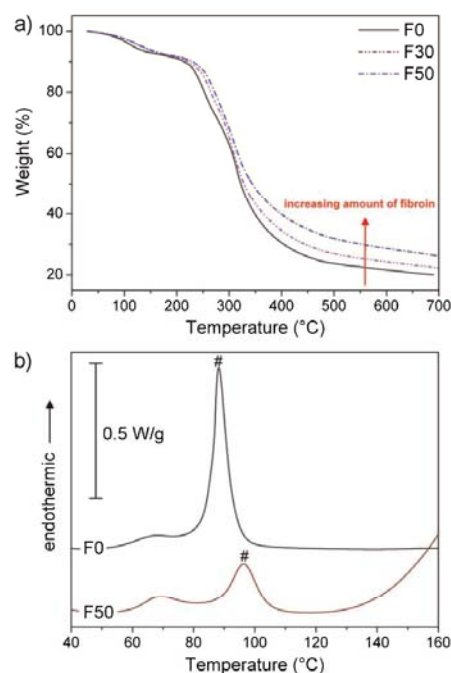 a)
100
80
60
40
20
Weight (%)
F0
F30
F50
increasing amount of fibroin
0 100 200 300 400 500 600 700
Temperature (°C)
b)
#
0.5 W/g
endothermic
F0
#
F50
40 60 80 100 120 140 160
Temperature (°C)